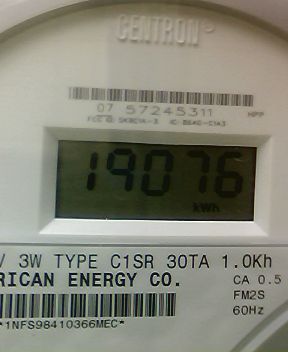 CENTRON
07 57245311 HPP
19076
kWh
V 3W TYPE C1SR 30TA 1.0Kh
RICAN ENERGY CO. CA 0.5
FM2S
60Hz
*1NFS98410366MEC*